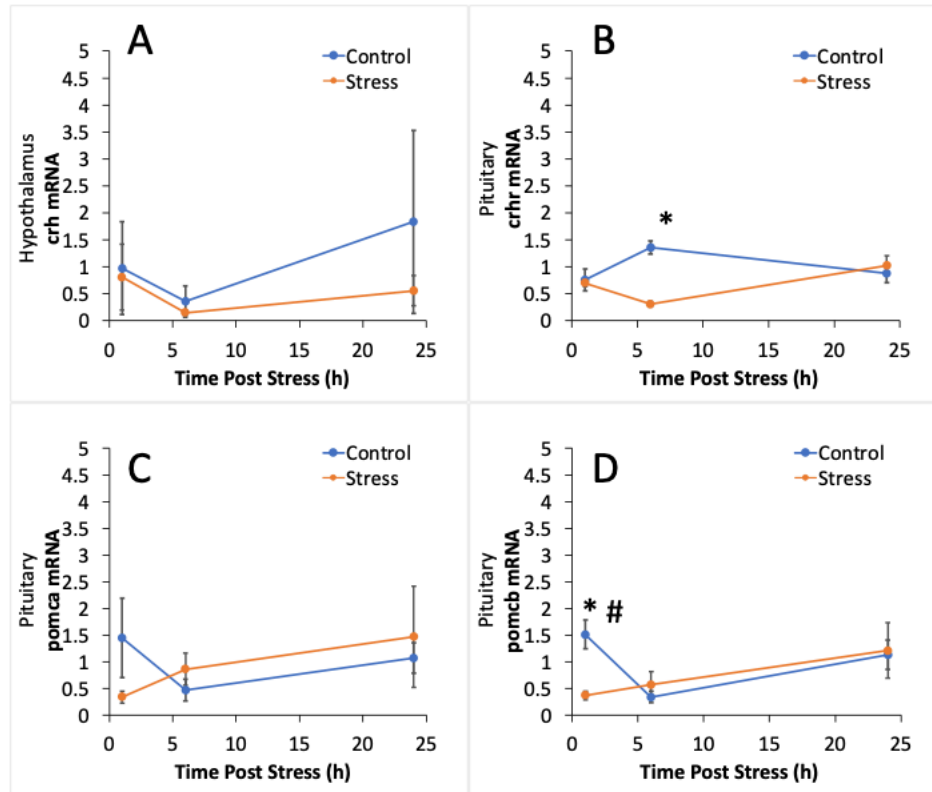 A
Control
Stress
5
4.5
4
3.5
3
2.5
2
1.5
1
0.5
0
Hypothalamus
crh mRNA
0 5 10 15 20 25
Time Post Stress (h)
B
Control
Stress
5
4.5
4
3.5
3
2.5
2
1.5
1
0.5
0
Pituitary
crhr mRNA
*
0 5 10 15 20 25
Time Post Stress (h)
C
Control
Stress
5
4.5
4
3.5
3
2.5
2
1.5
1
0.5
0
Pituitary
pomca mRNA
0 5 10 15 20 25
Time Post Stress (h)
D
Control
Stress
5
4.5
4
3.5
3
2.5
2
1.5
1
0.5
0
Pituitary
pomcb mRNA
* #
0 5 10 15 20 25
Time Post Stress (h)